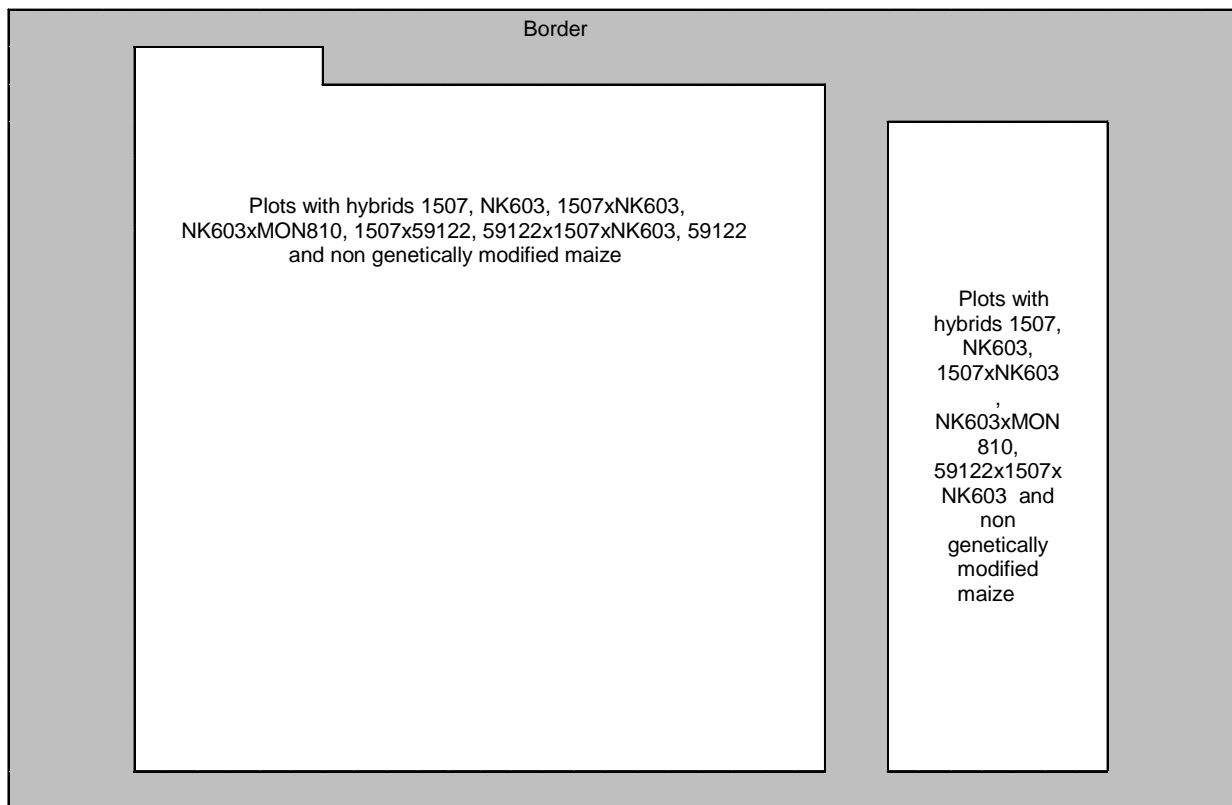 Border
Plots with hybrids 1507, NK603, 1507xNK603,
NK603xMON810, 1507x59122, 59122x1507xNK603, 59122
and non genetically modified maize
Plots with
hybrids 1507,
NK603,
1507xNK603
,
NK603xMON
810,
59122x1507x
NK603 and
non
genetically
modified
maize